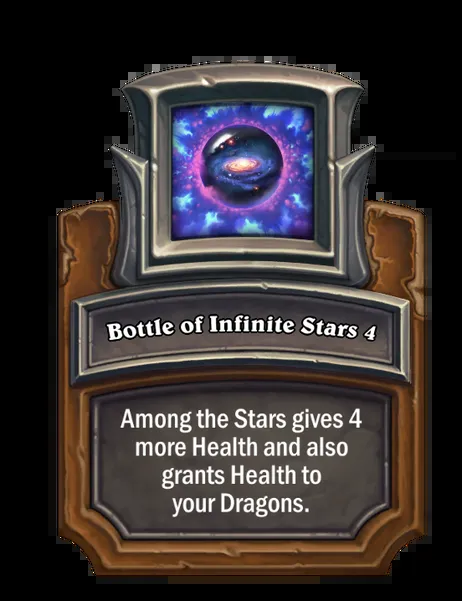 Bottle of Infinite Stars 4
Among the Stars gives 4
more Health and also
grants Health to
your Dragons.